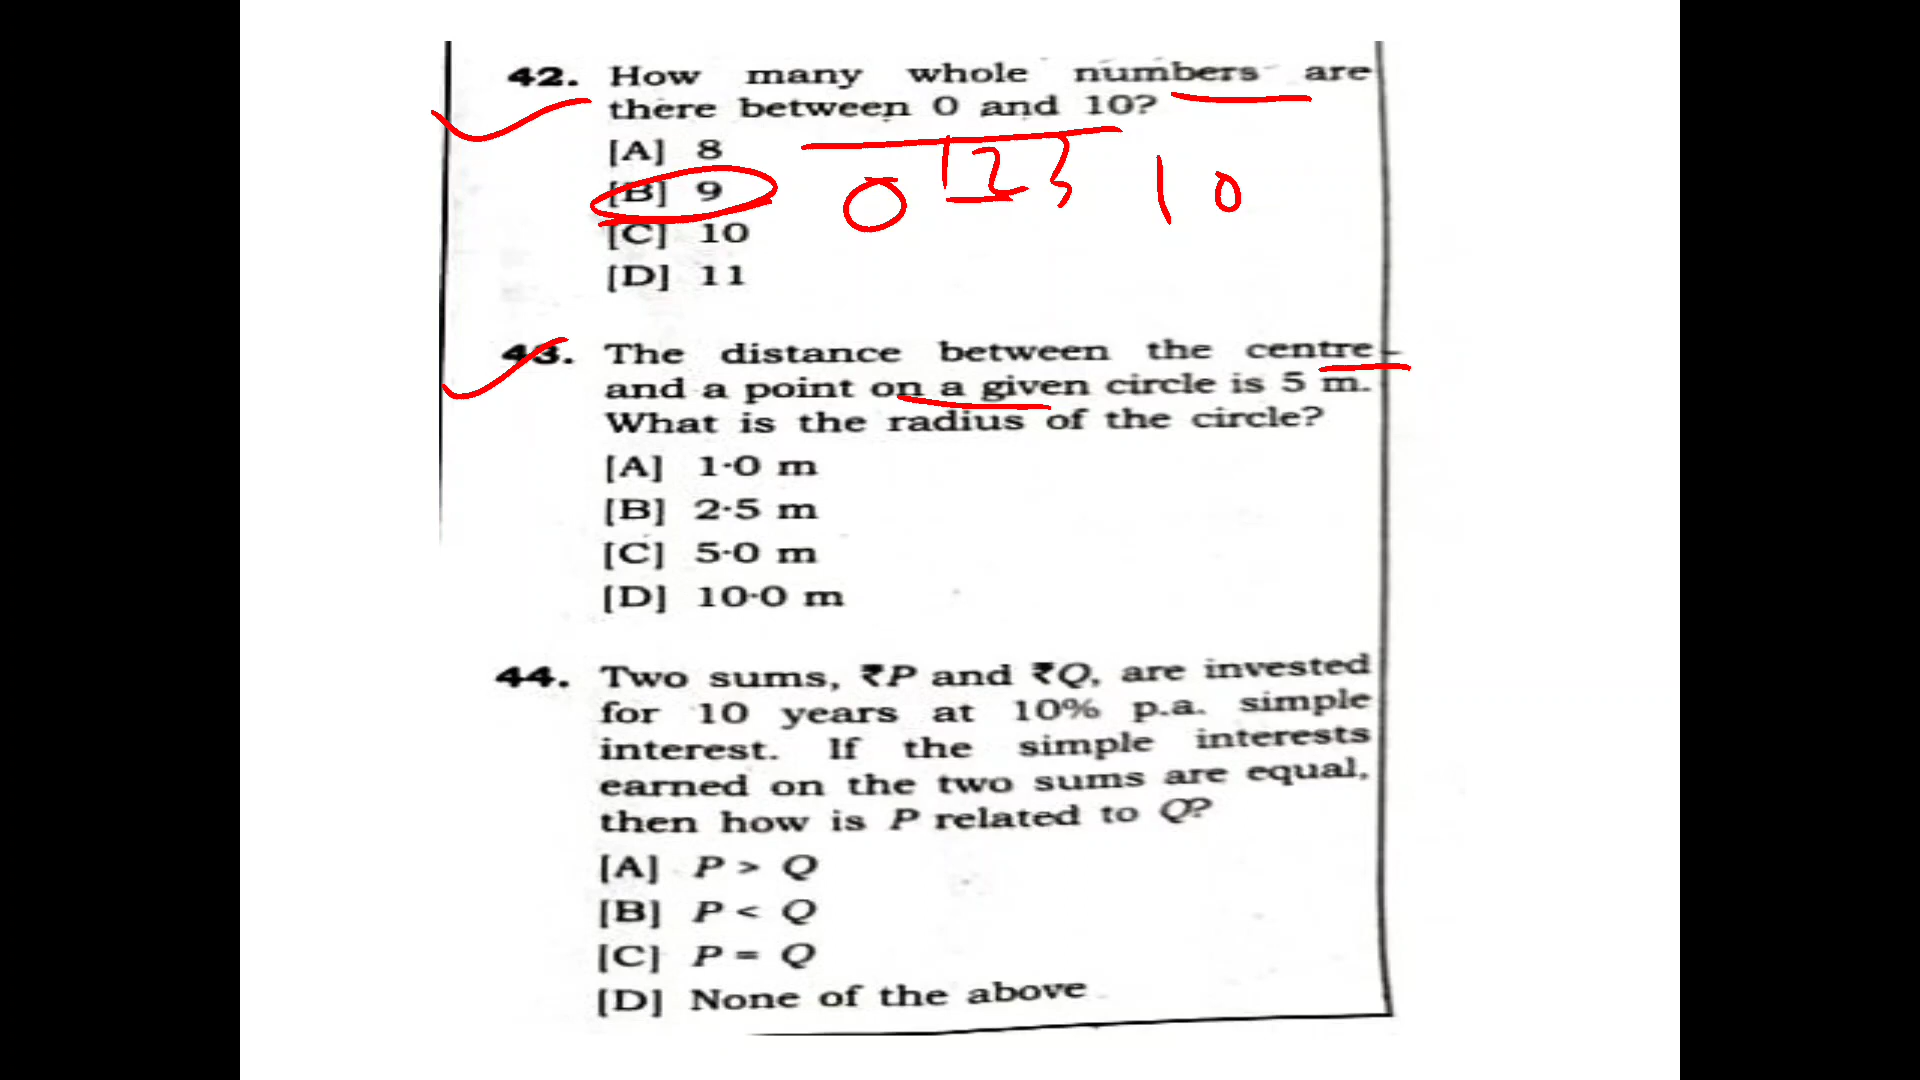 42. How many whole numbers are
there between 0 and 10?
[A] 8
0 1 2 3 10
[B] 9
[C] 10
[D] 11
43. The distance between the centre
and a point on a given circle is 5 m.
What is the radius of the circle?
[A] 1·0 m
[B] 2·5 m
[C] 5·0 m
[D] 10·0 m
44. Two sums, ₹P and ₹Q, are invested
for 10 years at 10% p.a. simple
interest. If the simple interests
earned on the two sums are equal,
then how is P related to Q?
[A] P > Q
[B] P < Q
[C] P = Q
[D] None of the above